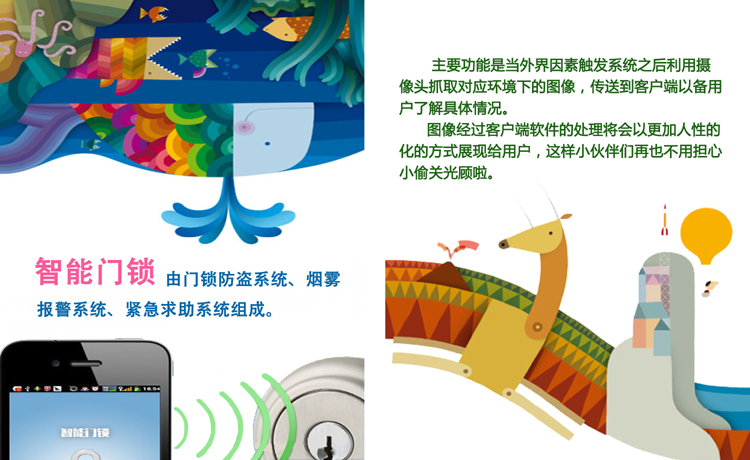 智能门锁 由门锁防盗系统、烟雾
报警系统、紧急求助系统组成。
18:54
智能门锁
主要功能是当外界因素触发系统之后利用摄
像头抓取对应环境下的图像，传送到客户端以备用
户了解具体情况。
图像经过客户端软件的处理将会以更加人性的
化的方式展现给用户，这样小伙伴们再也不用担心
小偷关光顾啦。